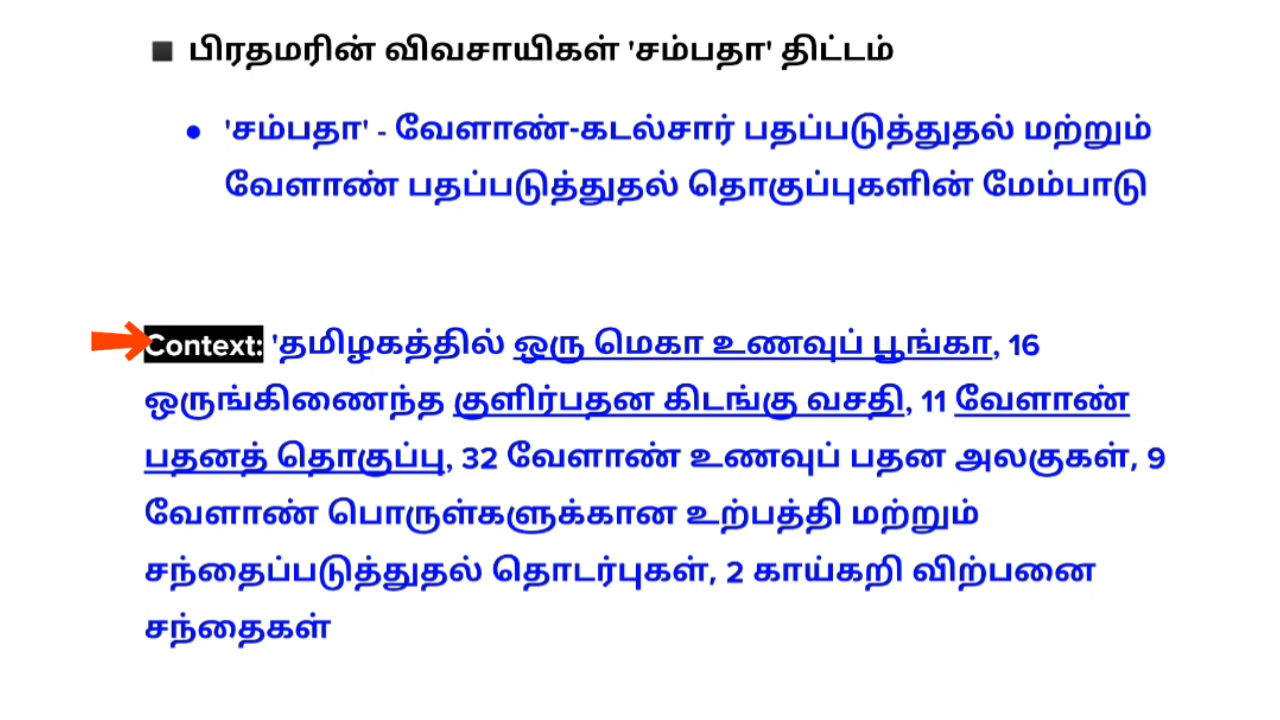 பிரதமரின் விவசாயிகள் 'சம்பதா' திட்டம்
'சம்பதா' - வேளாண்-கடல்சார் பதப்படுத்துதல் மற்றும்
வேளாண் பதப்படுத்துதல் தொகுப்புகளின் மேம்பாடு
Context: 'தமிழகத்தில் ஒரு மெகா உணவுப் பூங்கா, 16
ஒருங்கிணைந்த குளிர்பதன கிடங்கு வசதி, 11 வேளாண்
பதனத் தொகுப்பு, 32 வேளாண் உணவுப் பதன அலகுகள், 9
வேளாண் பொருள்களுக்கான உற்பத்தி மற்றும்
சந்தைப்படுத்துதல் தொடர்புகள், 2 காய்கறி விற்பனை
சந்தைகள்